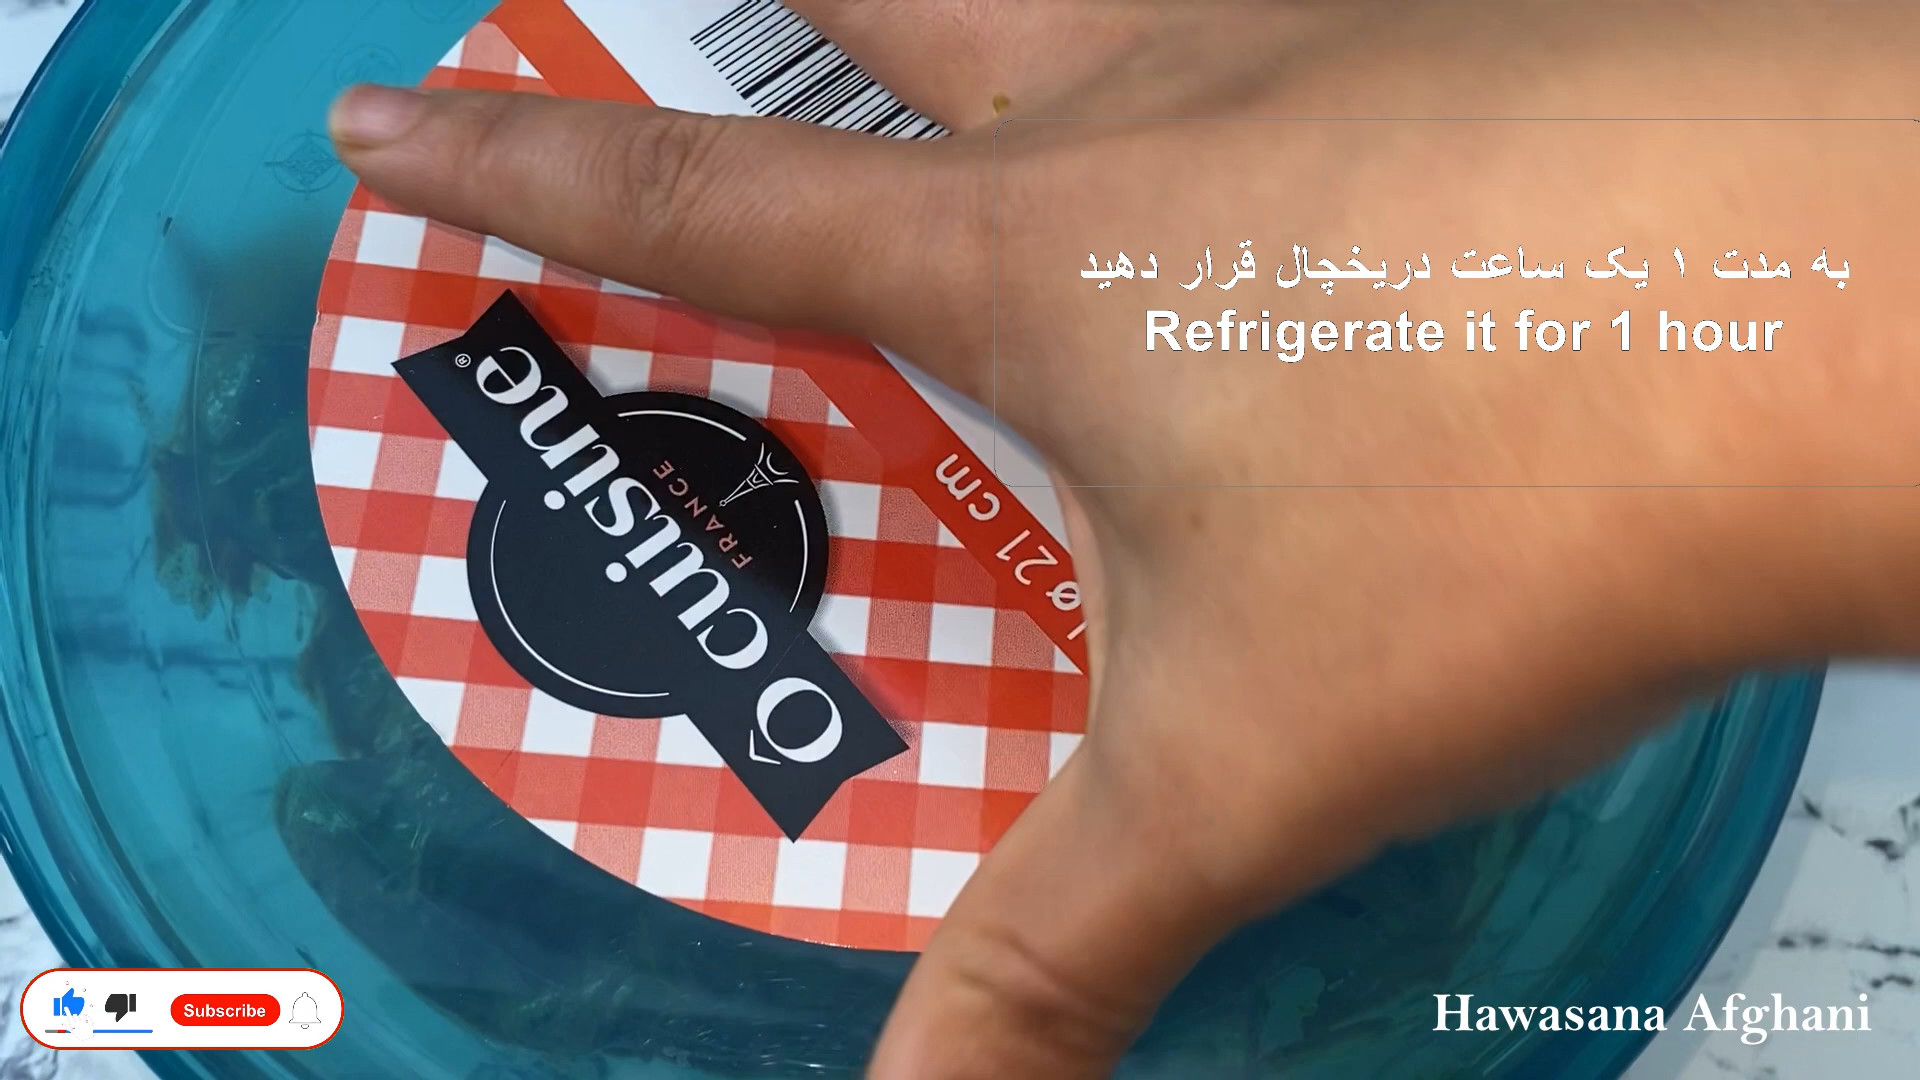 به مدت ۱ یک ساعت دریخچال قرار دهید
Refrigerate it for 1 hour
Ô cuisine®
FRANCE
ø 21 cm
Subscribe
Hawasana Afghani